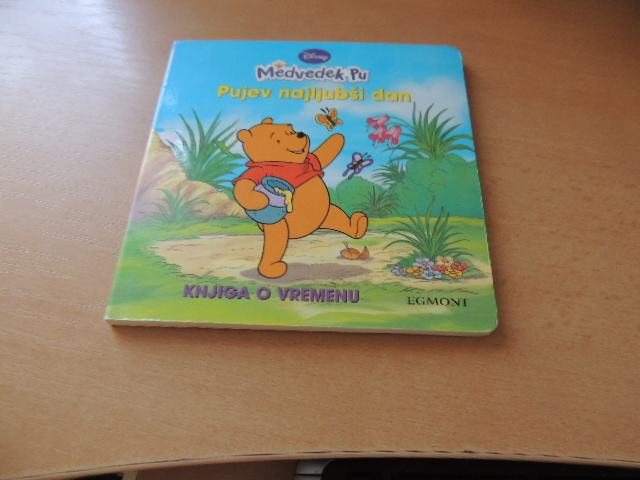 Disney
Medvedek Pu
Pujev najljubši dan
KNJIGA O VREMENU
EGMONT